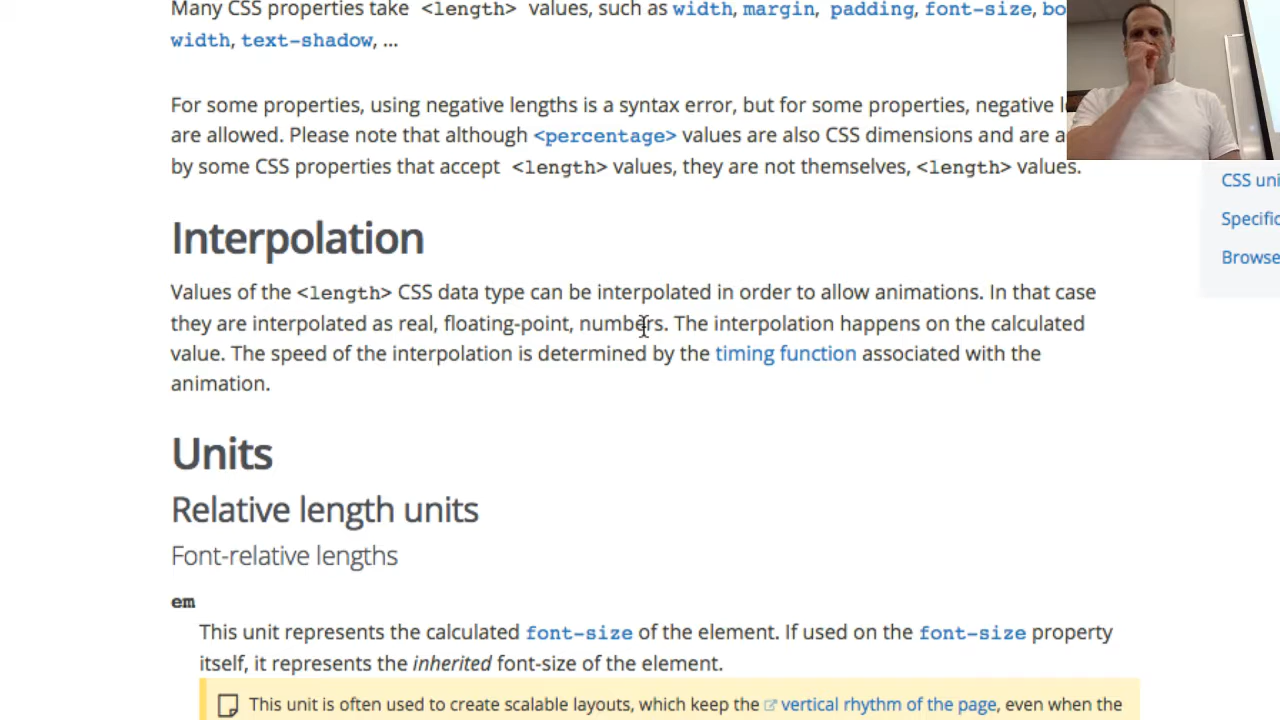 Many CSS properties take <length> values, such as width, margin, padding, font-size,
width, text-shadow, ...
For some properties, using negative lengths is a syntax error, but for some properties, negative
are allowed. Please note that although <percentage> values are also CSS dimensions and are
by some CSS properties that accept <length> values, they are not themselves, <length> values.
CSS
Interpolation
Values of the <length> CSS data type can be interpolated in order to allow animations. In that case
they are interpolated as real, floating-point, numbers. The interpolation happens on the calculated
value. The speed of the interpolation is determined by the timing function associated with the
animation.
Units
Relative length units
Font-relative lengths
em
This unit represents the calculated font-size of the element. If used on the font-size property
itself, it represents the inherited font-size of the element.
This unit is often used to create scalable layouts, which keep the vertical rhythm of the page, even when the